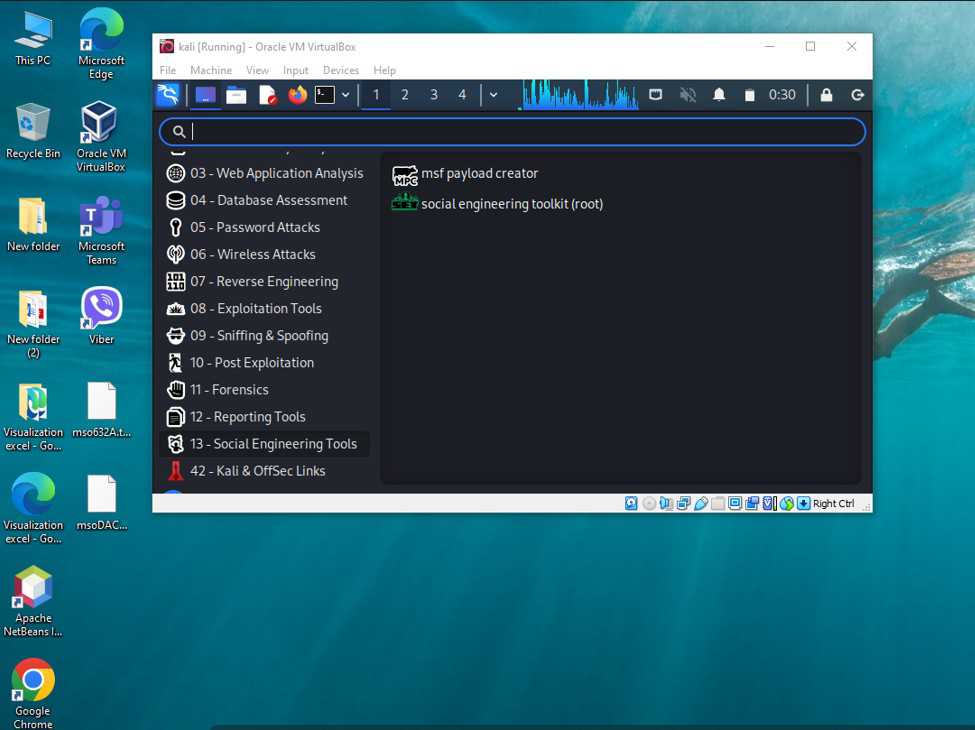 This PC
Microsoft
Edge
Recycle Bin
Oracle VM
VirtualBox
New folder
Microsoft
Teams
New folder
(2)
Viber
Visualization
excel - Go...
mso632A.t...
Visualization
excel - Go...
msoDAC...
Apache
NetBeans I...
Google
Chrome
kali [Running] - Oracle VM VirtualBox
File Machine View Input Devices Help
1 2 3 4 0:30
03 - Web Application Analysis
04 - Database Assessment
05 - Password Attacks
06 - Wireless Attacks
07 - Reverse Engineering
08 - Exploitation Tools
09 - Sniffing & Spoofing
10 - Post Exploitation
11 - Forensics
12 - Reporting Tools
13 - Social Engineering Tools
42 - Kali & OffSec Links
MPC msf payload creator
SET social engineering toolkit (root)
Right Ctrl